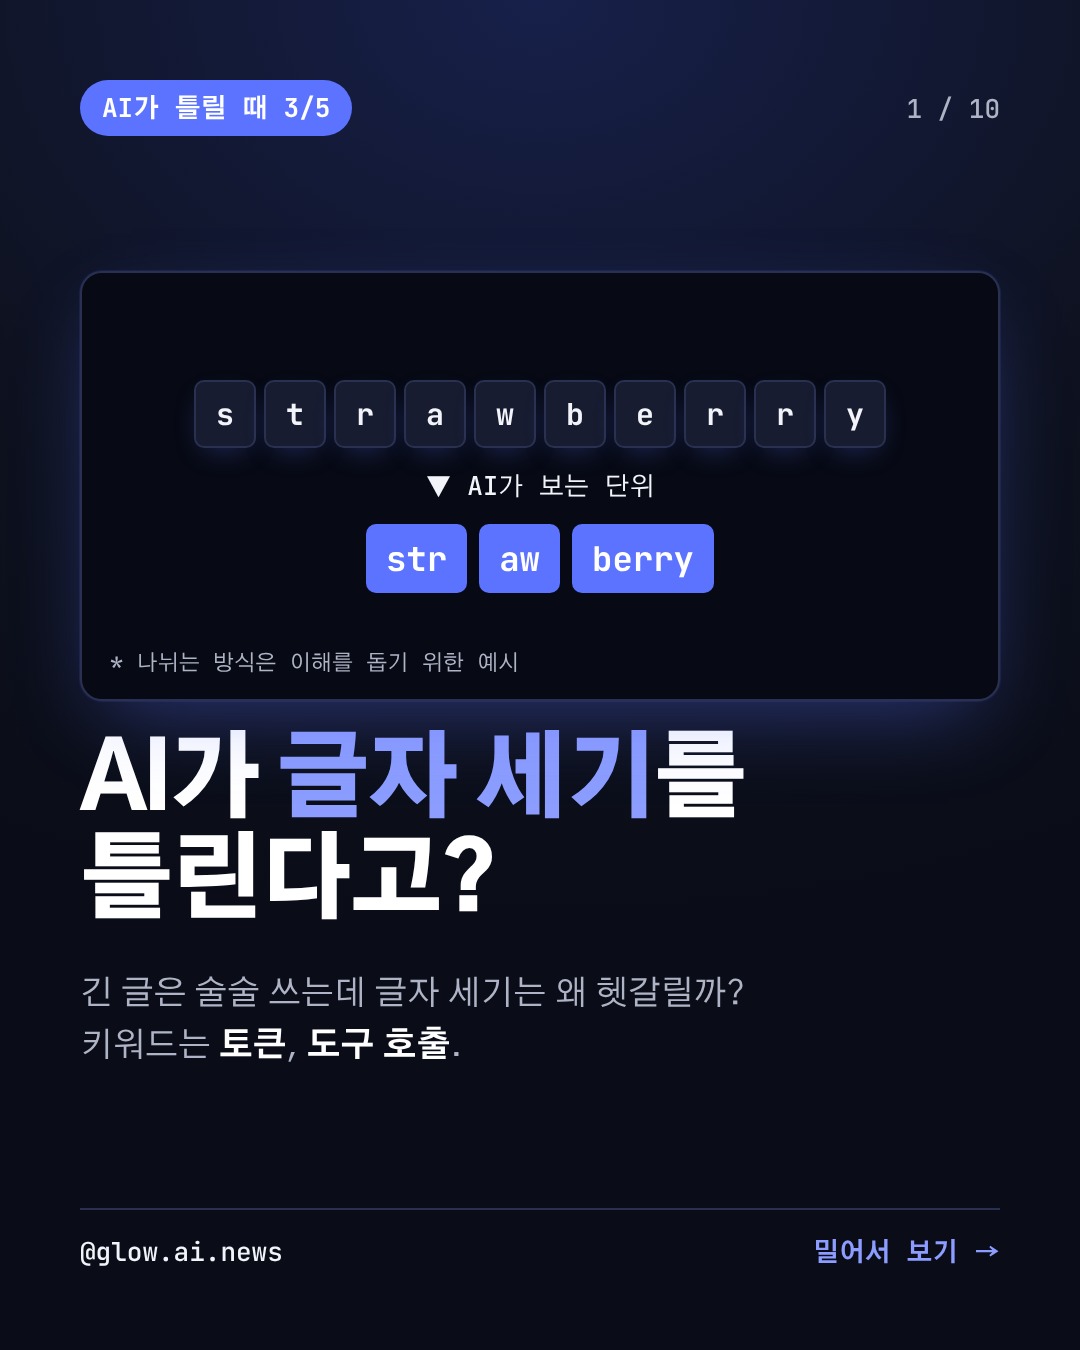 AI가 틀릴 때 3/5
1 / 10
s t r a w b e r r y
▼ AI가 보는 단위
str aw berry
* 나뉘는 방식은 이해를 돕기 위한 예시
AI가 글자 세기를
틀린다고?
긴 글은 술술 쓰는데 글자 세기는 왜 헷갈릴까?
키워드는 토큰, 도구 호출.
@glow.ai.news
밀어서 보기 →